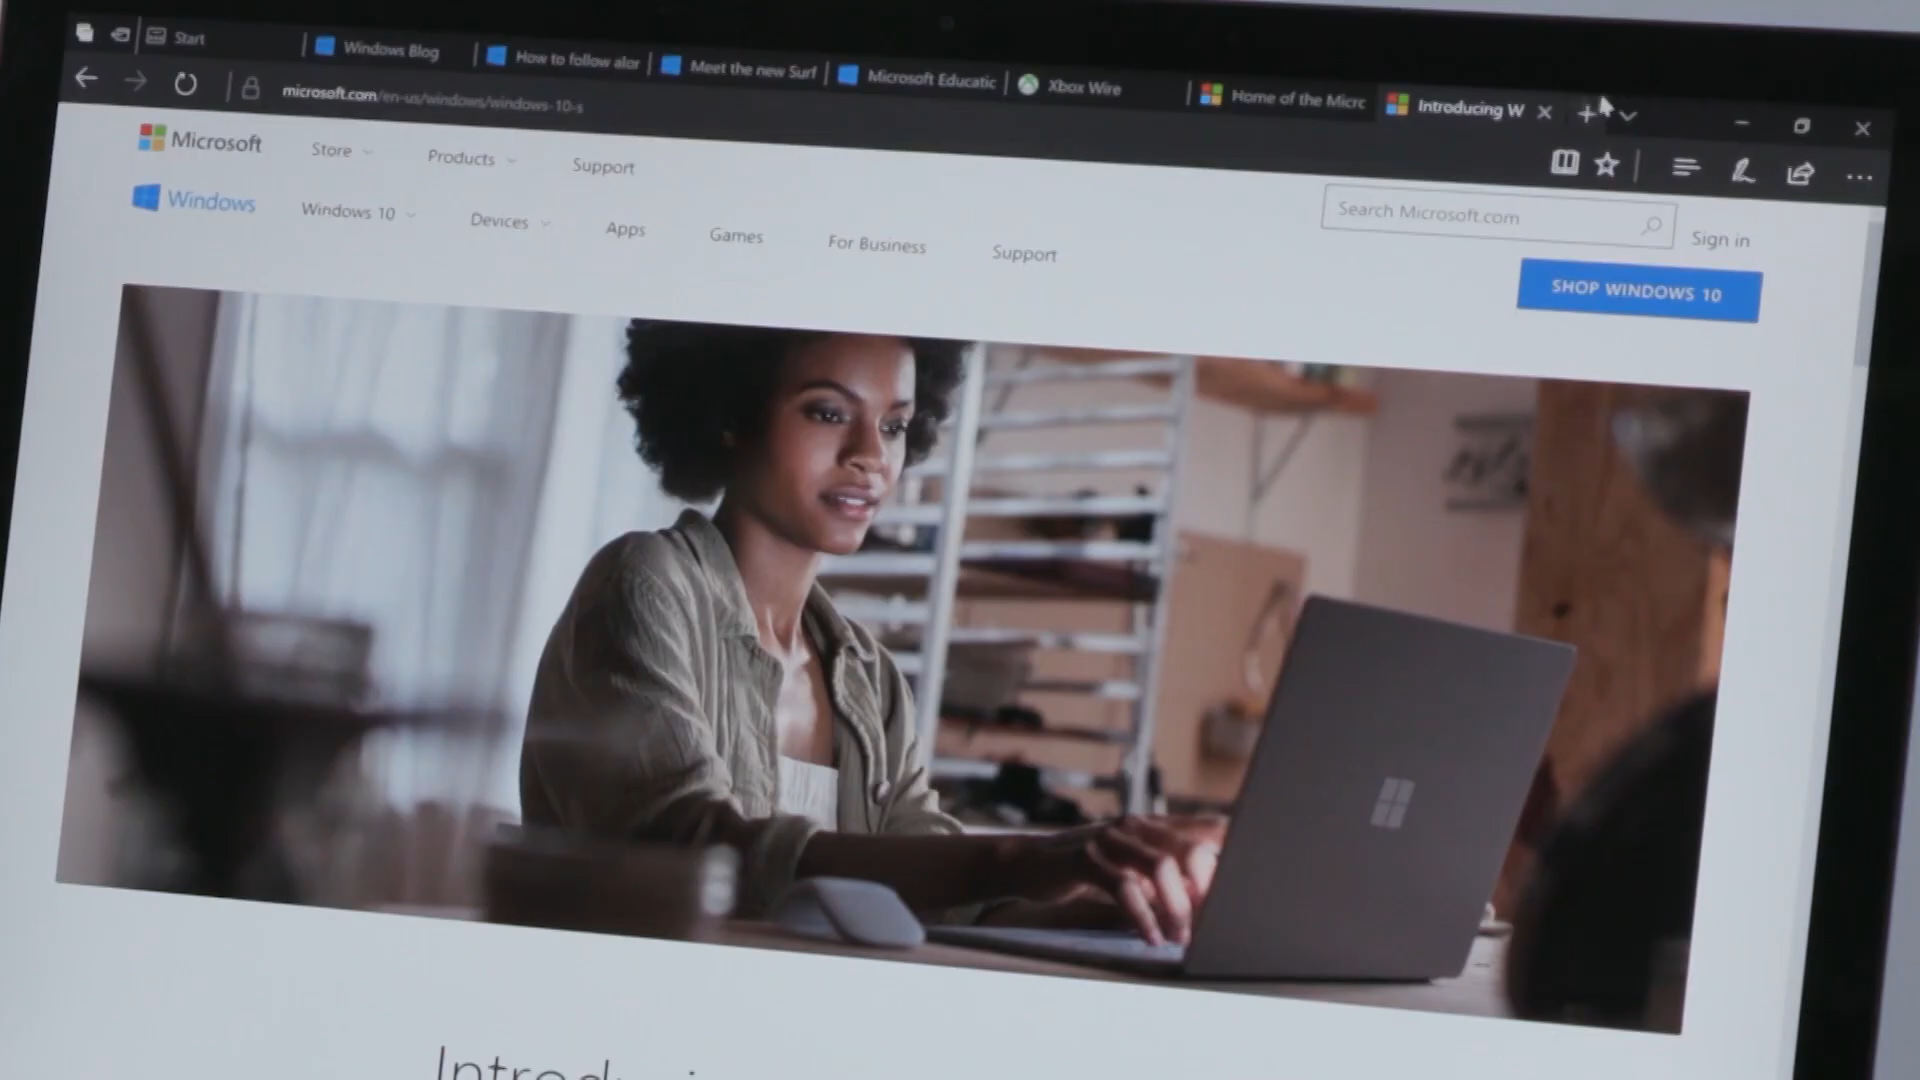 Start
Windows Blog
How to follow alor
Meet the new Surf
Microsoft Educatic
Xbox Wire
Home of the Micrc
Introducing W
microsoft.com/en-us/windows/windows-10-s
Microsoft Store Products Support
Search Microsoft.com
Sign in
Windows Windows 10 Devices Apps Games For Business Support
SHOP WINDOWS 10
Introduci